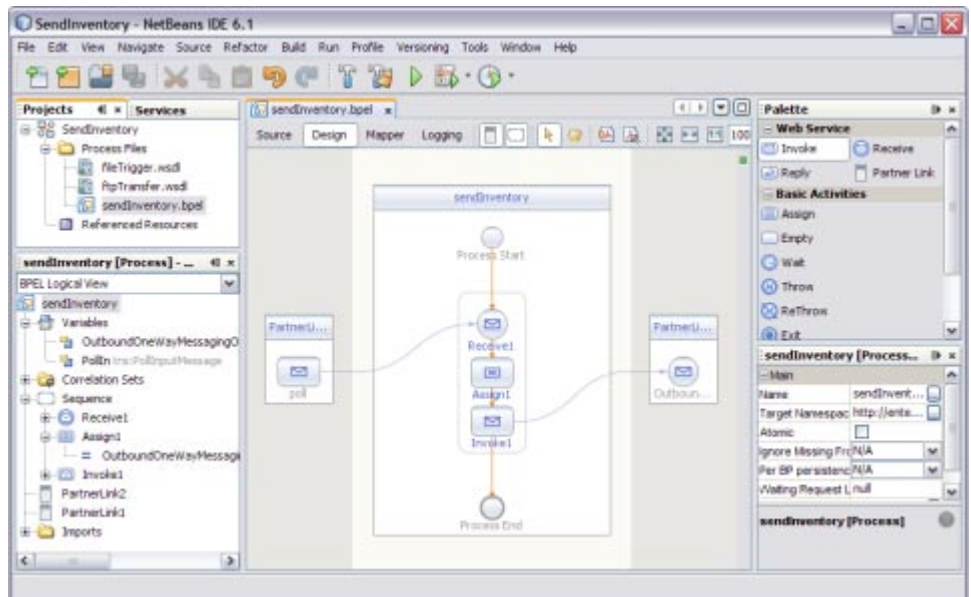 SendInventory - NetBeans IDE 6.1
File Edit View Navigate Source Refactor Build Run Profile Versioning Tools Window Help
Projects
Services
SendInventory
Process Files
fileTrigger.wsdl
ftpTransfer.wsdl
sendInventory.bpel
Referenced Resources
sendInventory [Process] - ...
BPEL Logical View
sendInventory
Variables
OutboundOneWayMessagingO
PollIn tns:PollInputMessage
Correlation Sets
Sequence
Receive1
Assign1
OutboundOneWayMessagi
Invoke1
PartnerLink2
PartnerLink1
Imports
sendInventory.bpel
Source Design Mapper Logging
100
sendInventory
Process Start
PartnerLi...
poll
Receive1
Assign1
Invoke1
PartnerLi...
Outboun...
Process End
Palette
Web Service
Invoke Receive
Reply Partner Link
Basic Activities
Assign
Empty
Wait
Throw
ReThrow
Exit
sendInventory [Process...
Main
Name sendInvent...
Target Namespac http://ente...
Atomic
Ignore Missing Fro N/A
Per BP persistenc N/A
Waiting Request L null
sendInventory [Process]